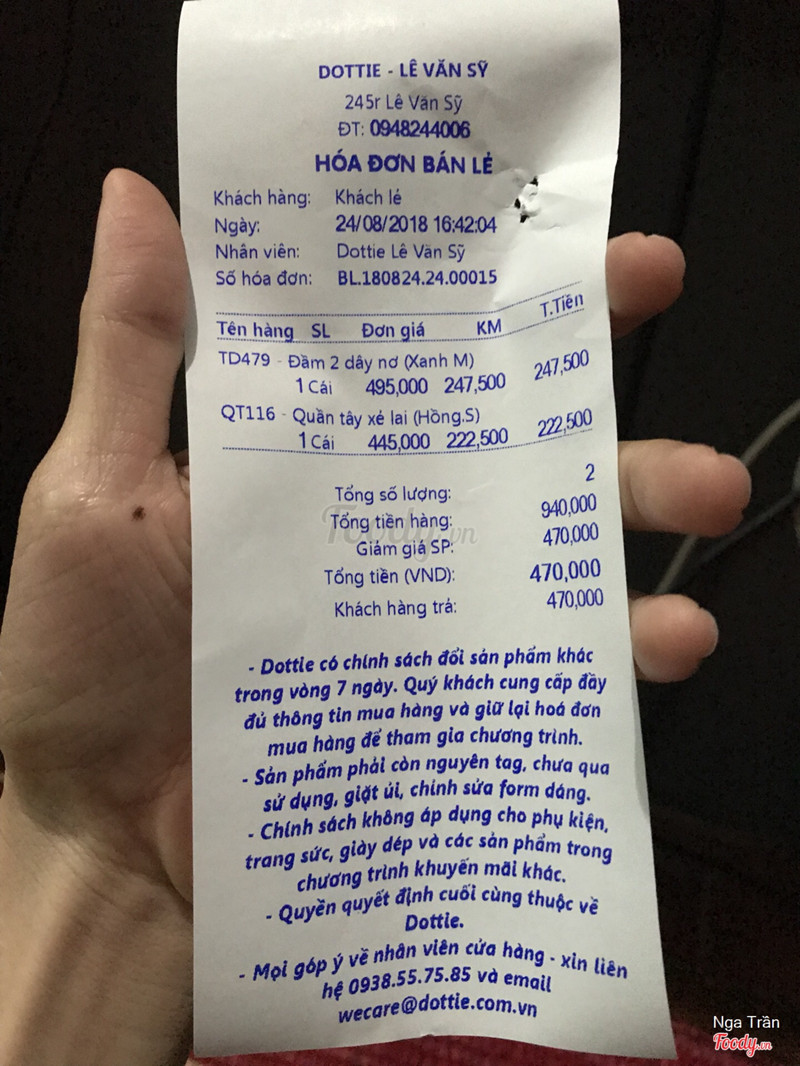 DOTTIE - LÊ VĂN SỸ
245r Lê Văn Sỹ
ĐT: 0948244006
HÓA ĐƠN BÁN LẺ
Khách hàng: Khách lẻ
Ngày: 24/08/2018 16:42:04
Nhân viên: Dottie Lê Văn Sỹ
Số hóa đơn: BL.180824.24.00015
Tên hàng SL Đơn giá KM T.Tiền
TD479 - Đầm 2 dây nơ (Xanh M)
1 Cái 495,000 247,500 247,500
QT116 - Quần tây xẻ lai (Hồng.S)
1 Cái 445,000 222,500 222,500
Tổng số lượng: 2
Tổng tiền hàng: 940,000
Giảm giá SP: 470,000
Tổng tiền (VND): 470,000
Khách hàng trả: 470,000
- Dottie có chính sách đổi sản phẩm khác
trong vòng 7 ngày. Quý khách cung cấp đầy
đủ thông tin mua hàng và giữ lại hoá đơn
mua hàng để tham gia chương trình.
- Sản phẩm phải còn nguyên tag, chưa qua
sử dụng, giặt ủi, chỉnh sửa form dáng.
- Chính sách không áp dụng cho phụ kiện,
trang sức, giày dép và các sản phẩm trong
chương trình khuyến mãi khác.
- Quyền quyết định cuối cùng thuộc về
Dottie.
- Mọi góp ý về nhân viên cửa hàng - xin liên
hệ 0938.55.75.85 và email
wecare@dottie.com.vn
Foody.vn
Nga Trần
Foody.vn